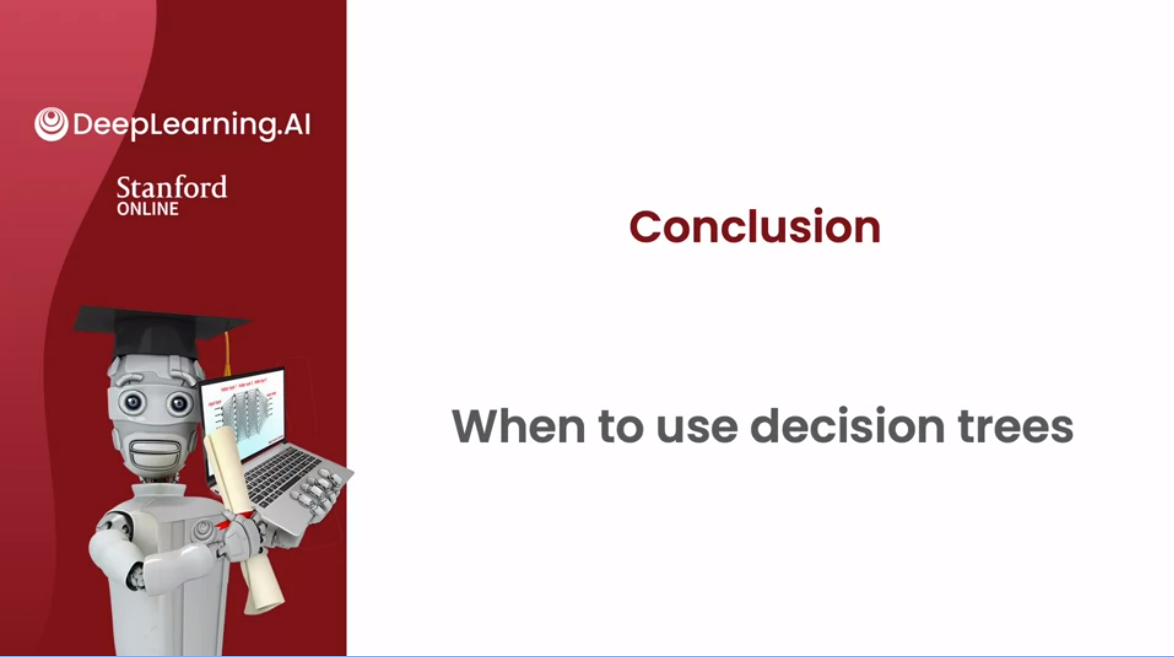 DeepLearning.AI
Stanford
ONLINE
Conclusion
When to use decision trees